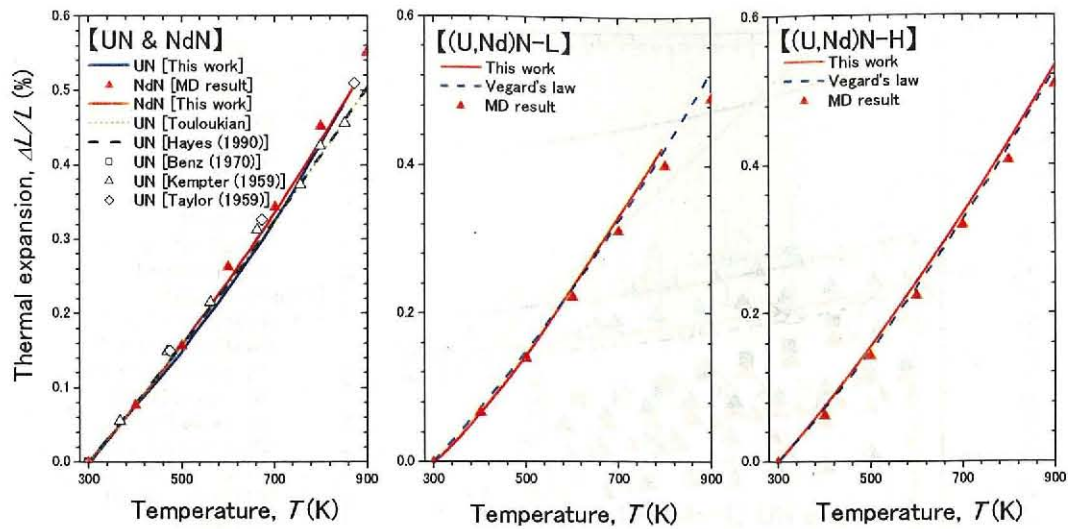 Thermal expansion, ΔL/L (%)
0.6
0.5
0.4
0.3
0.2
0.1
0.0
【UN & NdN】
UN [This work]
NdN [MD result]
NdN [This work]
UN [Touloukian]
UN [Hayes (1990)]
UN [Benz (1970)]
UN [Kempter (1959)]
UN [Taylor (1959)]
300 500 700 900
Temperature, T(K)
0.6
0.4
0.2
0.0
【(U,Nd)N-L】
This work
Vegard's law
MD result
300 500 700 900
Temperature, T(K)
0.6
0.4
0.2
0.0
【(U,Nd)N-H】
This work
Vegard's law
MD result
300 500 700 900
Temperature, T(K)